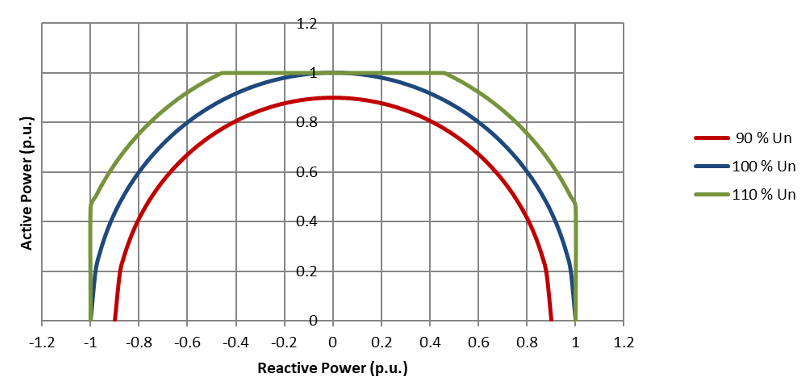 1.2
1
0.8
0.6
0.4
0.2
0
-1.2 -1 -0.8 -0.6 -0.4 -0.2 0 0.2 0.4 0.6 0.8 1 1.2
Active Power (p.u.)
Reactive Power (p.u.)
90 % Un
100 % Un
110 % Un